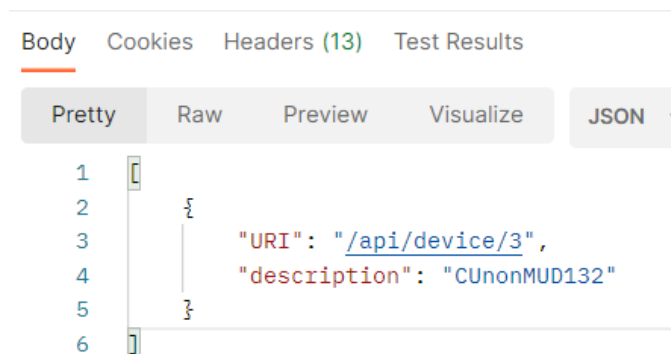 Body Cookies Headers (13) Test Results
Pretty Raw Preview Visualize JSON
1 [
2 {
3 "URI": "/api/device/3",
4 "description": "CUnonMUD132"
5 }
6 ]